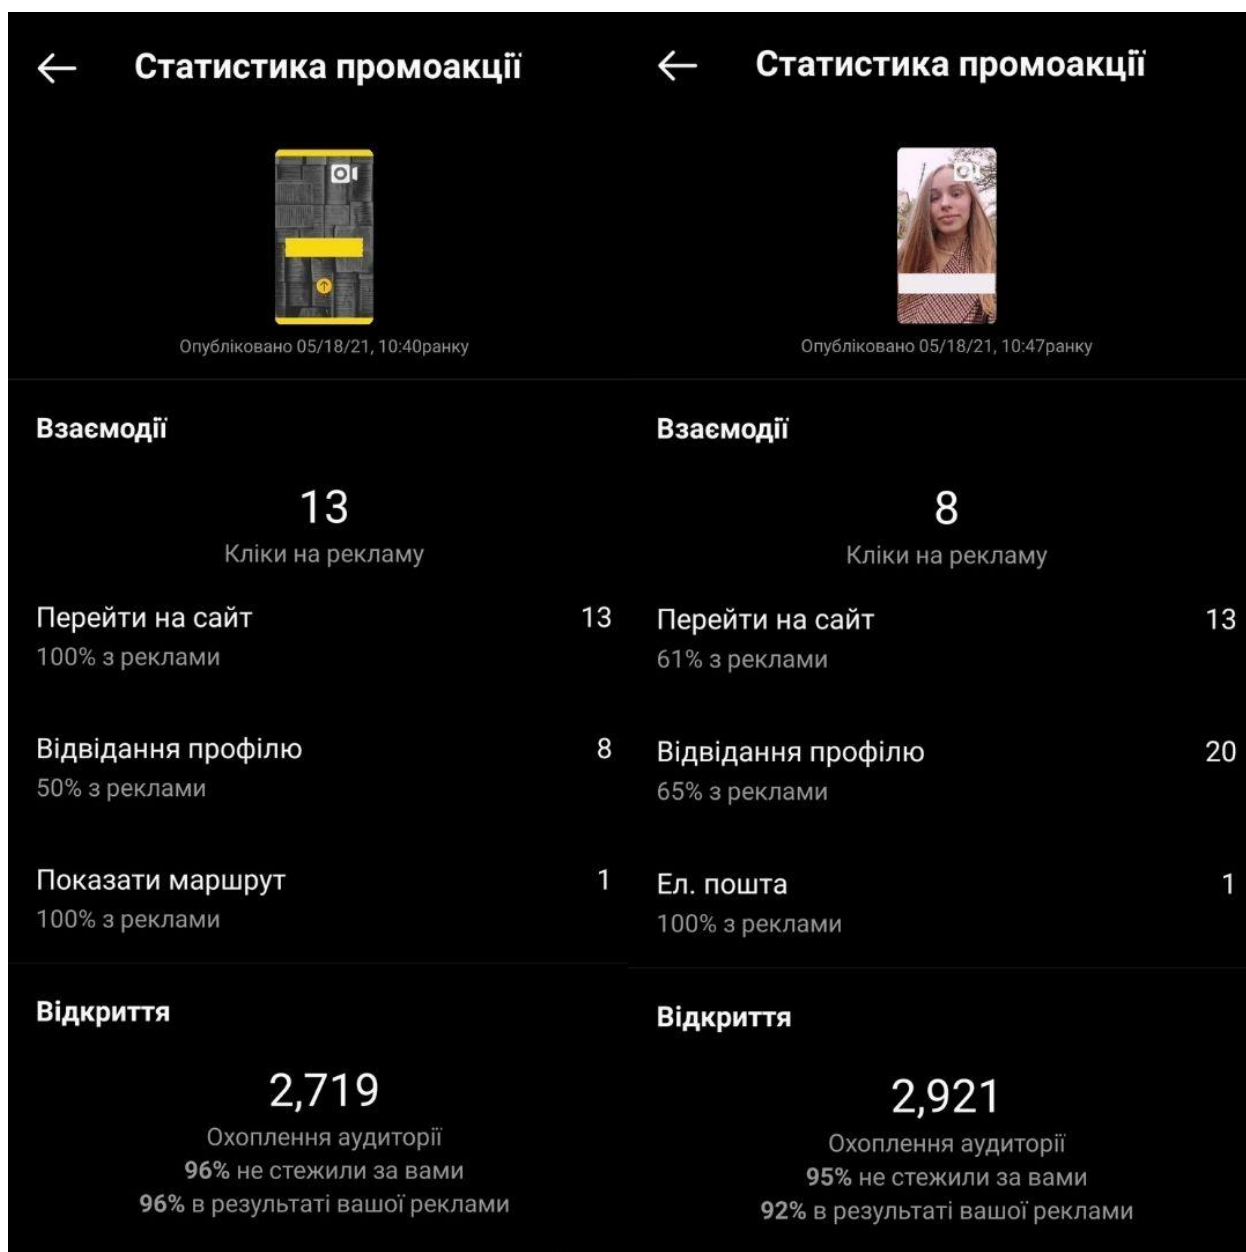 Статистика промоакції
Опубліковано 05/18/21, 10:40ранку
Взаємодії
13
Кліки на рекламу
Перейти на сайт 13
100% з реклами
Відвідання профілю 8
50% з реклами
Показати маршрут 1
100% з реклами
Відкриття
2,719
Охоплення аудиторії
96% не стежили за вами
96% в результаті вашої реклами
Статистика промоакції
Опубліковано 05/18/21, 10:47ранку
Взаємодії
8
Кліки на рекламу
Перейти на сайт 13
61% з реклами
Відвідання профілю 20
65% з реклами
Ел. пошта 1
100% з реклами
Відкриття
2,921
Охоплення аудиторії
95% не стежили за вами
92% в результаті вашої реклами